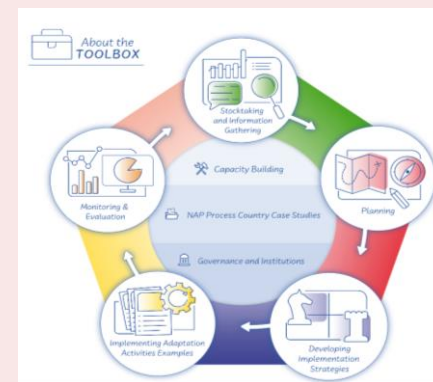 About the
TOOLBOX
Stocktaking
and Information
Gathering
Capacity Building
NAP Process Country Case Studies
Governance and Institutions
Monitoring &
Evaluation
Planning
Implementing Adaptation
Activities Examples
Developing
Implementation
Strategies